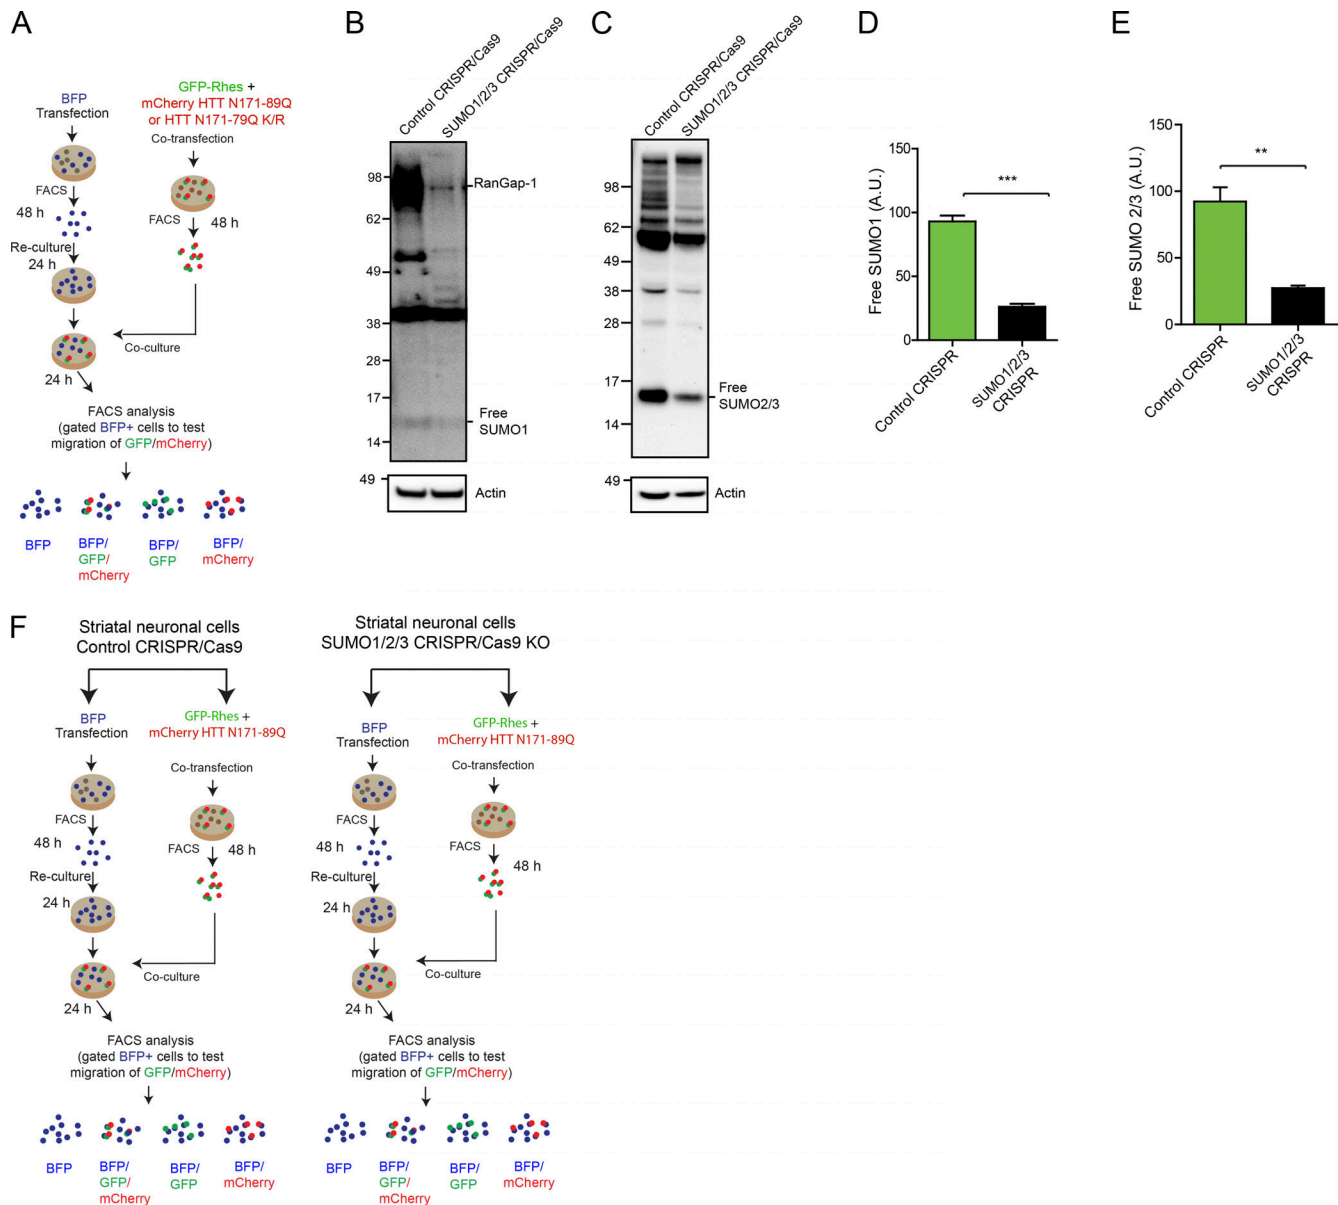 A
BFP
Transfection
GFP-Rhes +
mCherry HTT N171-89Q
or HTT N171-79Q K/R
Co-transfection
FACS
48 h
FACS
48 h
Re-culture
24 h
Co-culture
24 h
FACS analysis
(gated BFP+ cells to test
migration of GFP/mCherry)
BFP
BFP/
GFP/
mCherry
BFP/
GFP
BFP/
mCherry
B
Control CRISPR/Cas9
SUMO1/2/3 CRISPR/Cas9
98
62
49
38
28
17
14
RanGap-1
Free
SUMO1
49
Actin
C
Control CRISPR/Cas9
SUMO1/2/3 CRISPR/Cas9
98
62
49
38
28
17
14
Free
SUMO2/3
49
Actin
D
Free SUMO1 (A.U.)
150
100
50
0
***
Control CRISPR
SUMO1/2/3
CRISPR
E
Free SUMO 2/3 (A.U.)
150
100
50
0
**
Control CRISPR
SUMO1/2/3
CRISPR
F
Striatal neuronal cells
Control CRISPR/Cas9
BFP
Transfection
GFP-Rhes +
mCherry HTT N171-89Q
Co-transfection
FACS
48 h
FACS
48 h
Re-culture
24 h
Co-culture
24 h
FACS analysis
(gated BFP+ cells to test
migration of GFP/mCherry)
BFP
BFP/
GFP/
mCherry
BFP/
GFP
BFP/
mCherry
Striatal neuronal cells
SUMO1/2/3 CRISPR/Cas9 KO
BFP
Transfection
GFP-Rhes +
mCherry HTT N171-89Q
Co-transfection
FACS
48 h
FACS
48 h
Re-culture
24 h
Co-culture
24 h
FACS analysis
(gated BFP+ cells to test
migration of GFP/mCherry)
BFP
BFP/
GFP/
mCherry
BFP/
GFP
BFP/
mCherry